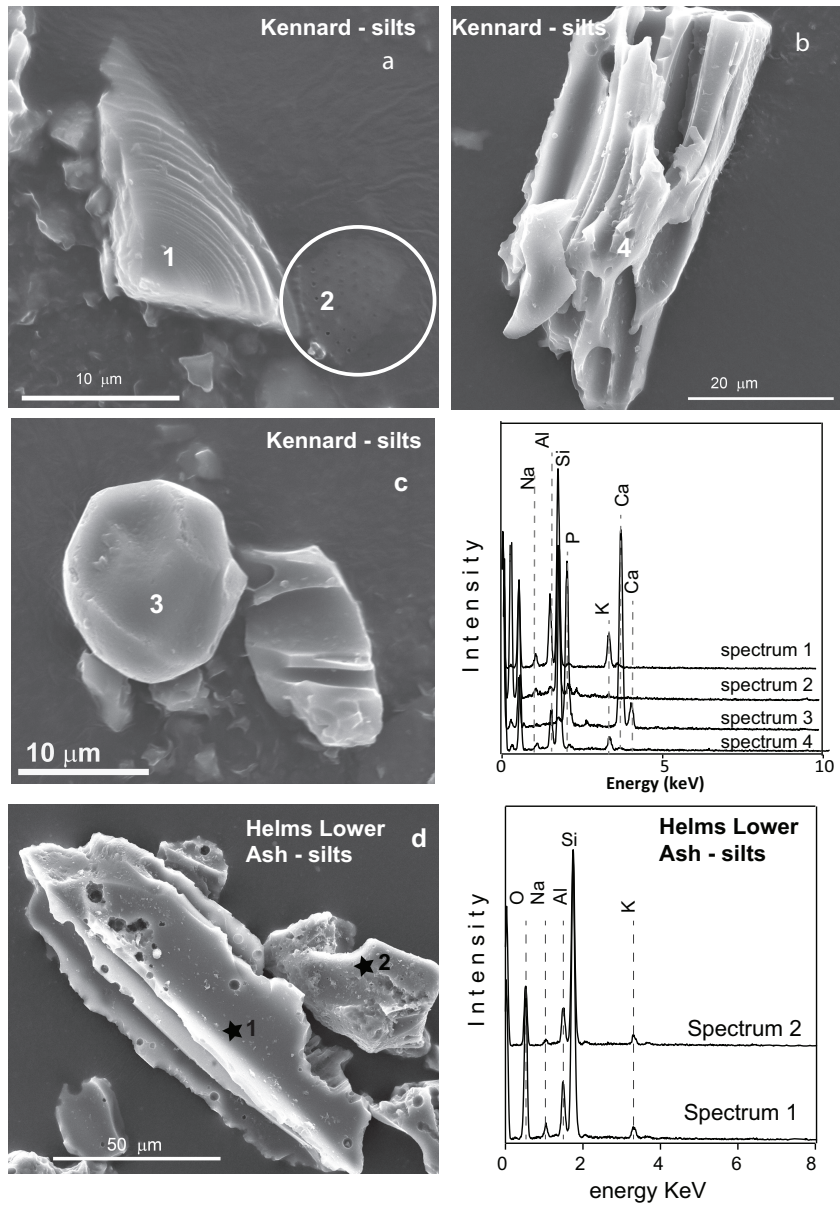 Kennard - silts
a
1
2
10 μm
Kennard - silts
b
4
20 μm
Kennard - silts
c
3
10 μm
Na
Al
Si
P
K
Ca
Ca
spectrum 1
spectrum 2
spectrum 3
spectrum 4
Intensity
0
5
10
Energy (keV)
Helms Lower
Ash - silts
d
1
2
50 μm
Helms Lower
Ash - silts
O
Na
Al
Si
K
Spectrum 2
Spectrum 1
Intensity
0
2
4
6
8
energy KeV